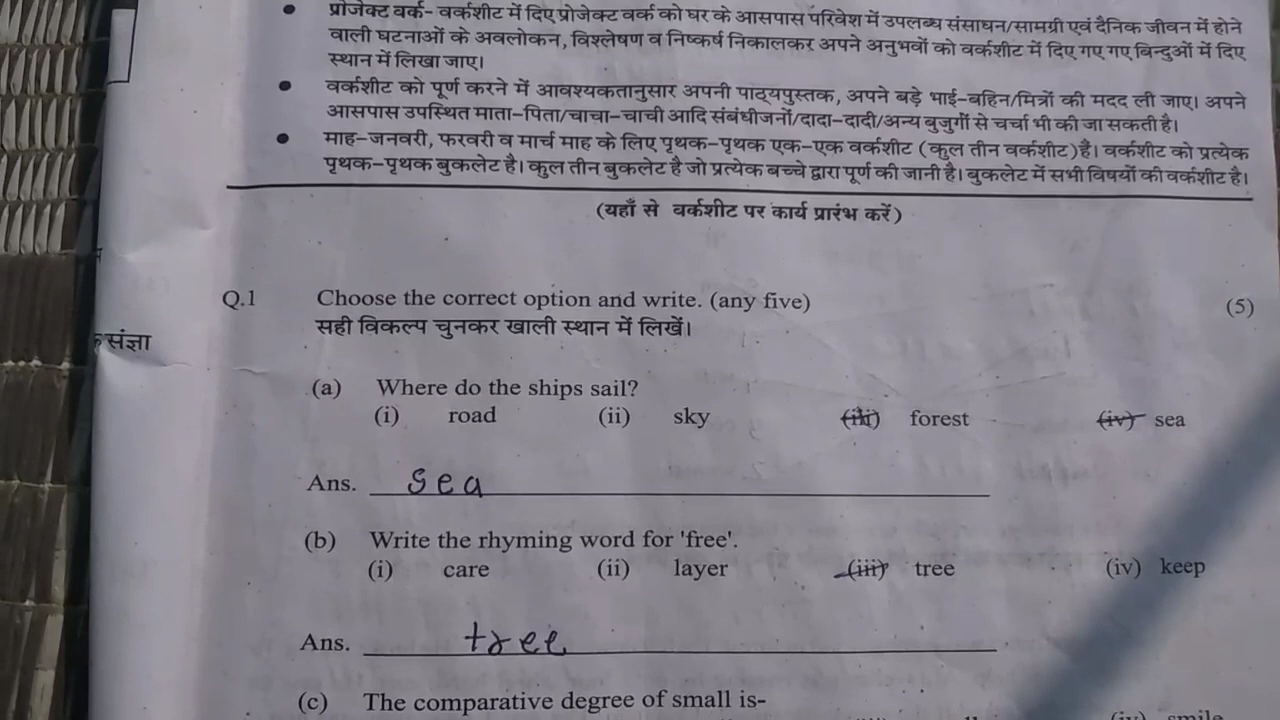 ● प्रोजेक्ट वर्क- वर्कशीट में दिए प्रोजेक्ट वर्क को घर के आसपास परिवेश में उपलब्ध संसाधन/सामग्री एवं दैनिक जीवन में होने
वाली घटनाओं के अवलोकन, विश्लेषण व निष्कर्ष निकालकर अपने अनुभवों को वर्कशीट में दिए गए गए बिन्दुओं में दिए
स्थान में लिखा जाए।
● वर्कशीट को पूर्ण करने में आवश्यकतानुसार अपनी पाठ्यपुस्तक, अपने बड़े भाई-बहिन/मित्रों की मदद ली जाए। अपने
आसपास उपस्थित माता-पिता/चाचा-चाची आदि संबंधीजनों/दादा-दादी/अन्य बुजुर्गों से चर्चा भी की जा सकती है।
● माह-जनवरी, फरवरी व मार्च माह के लिए पृथक-पृथक एक-एक वर्कशीट (कुल तीन वर्कशीट) है। वर्कशीट को प्रत्येक
पृथक-पृथक बुकलेट है। कुल तीन बुकलेट है जो प्रत्येक बच्चे द्वारा पूर्ण की जानी है। बुकलेट में सभी विषयों की वर्कशीट है।
(यहाँ से वर्कशीट पर कार्य प्रारंभ करें)
Q.1 Choose the correct option and write. (any five) (5)
सही विकल्प चुनकर खाली स्थान में लिखें।
संज्ञा
(a) Where do the ships sail?
(i) road (ii) sky (iii) forest (iv) sea
Ans. sea
(b) Write the rhyming word for 'free'.
(i) care (ii) layer (iii) tree (iv) keep
Ans. tree
(c) The comparative degree of small is-
(iv) smile